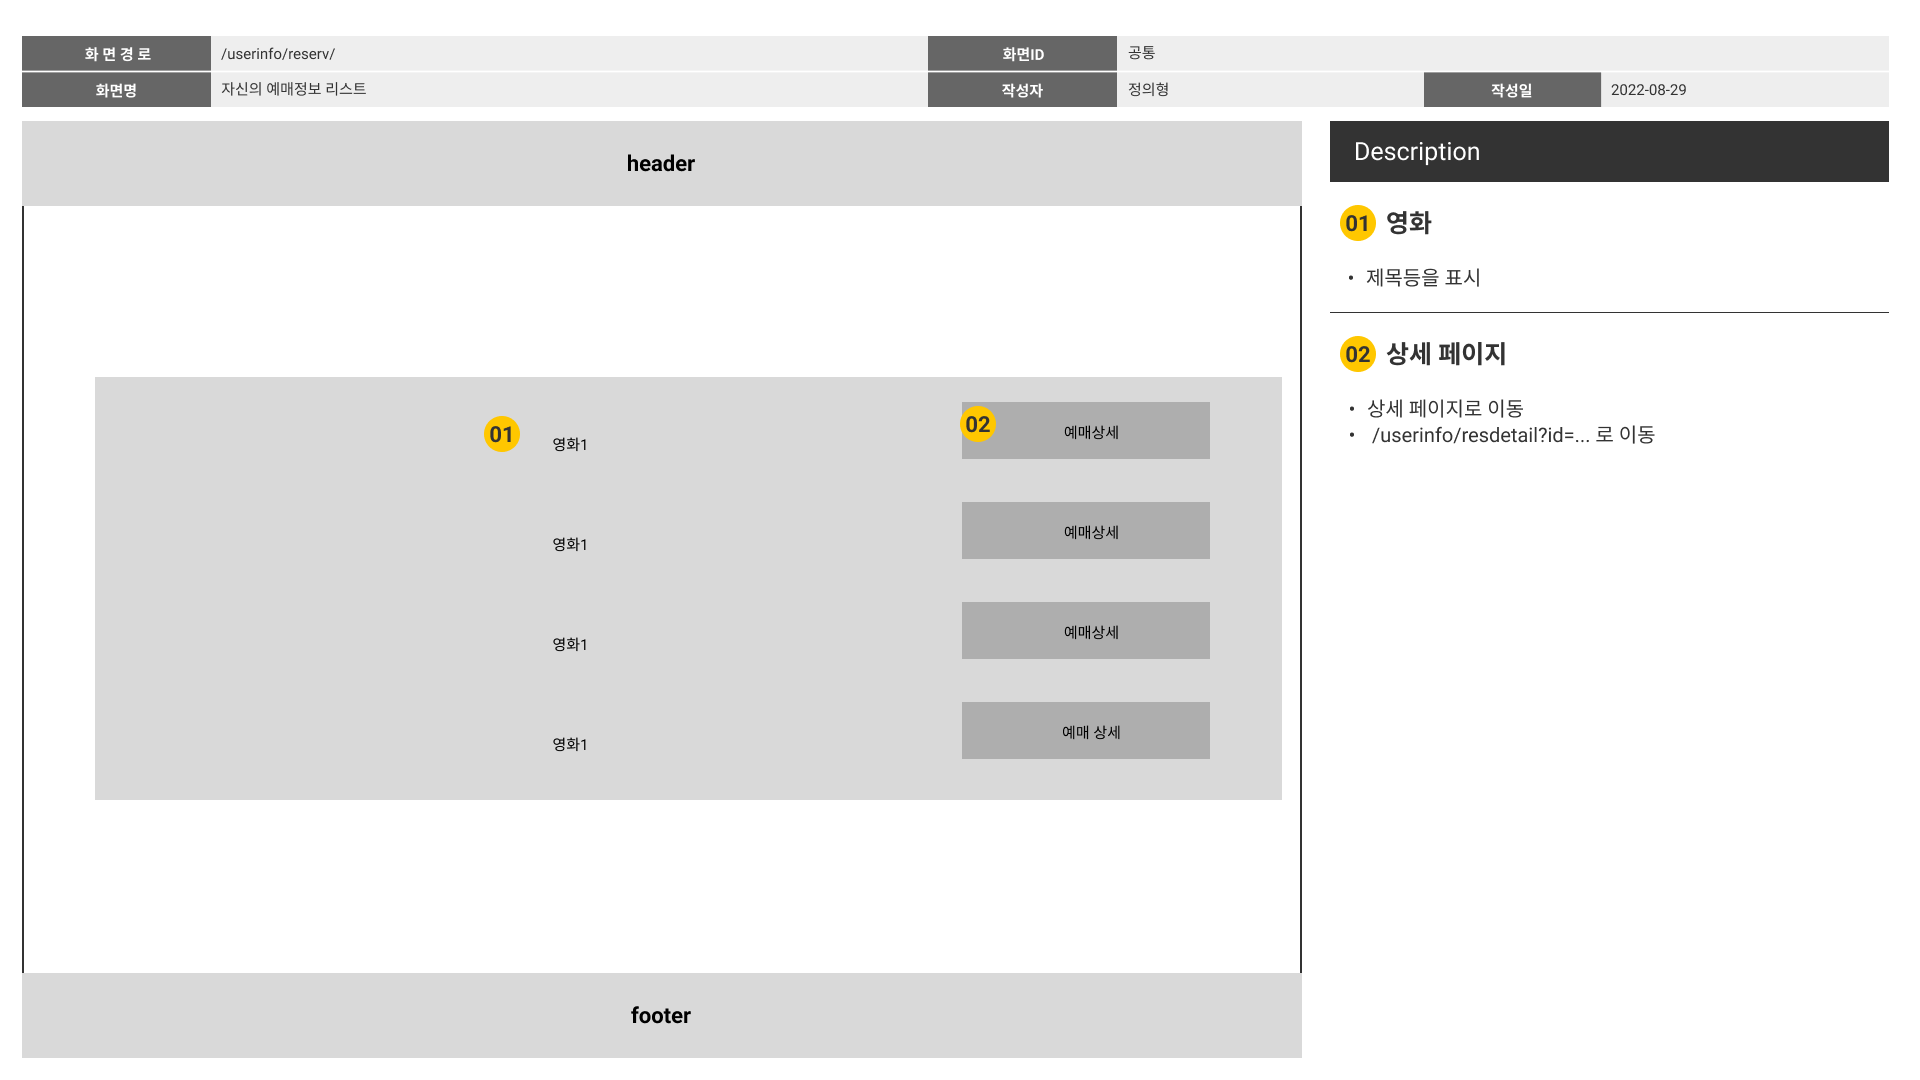 화 면 경 로 /userinfo/reserv/ 화면ID 공통
화면명 자신의 예매정보 리스트 작성자 정의형 작성일 2022-08-29
header
01 영화1
02 예매상세
영화1 예매상세
영화1 예매상세
영화1 예매 상세
footer
Description
01 영화
• 제목등을 표시
02 상세 페이지
• 상세 페이지로 이동
• /userinfo/resdetail?id=... 로 이동